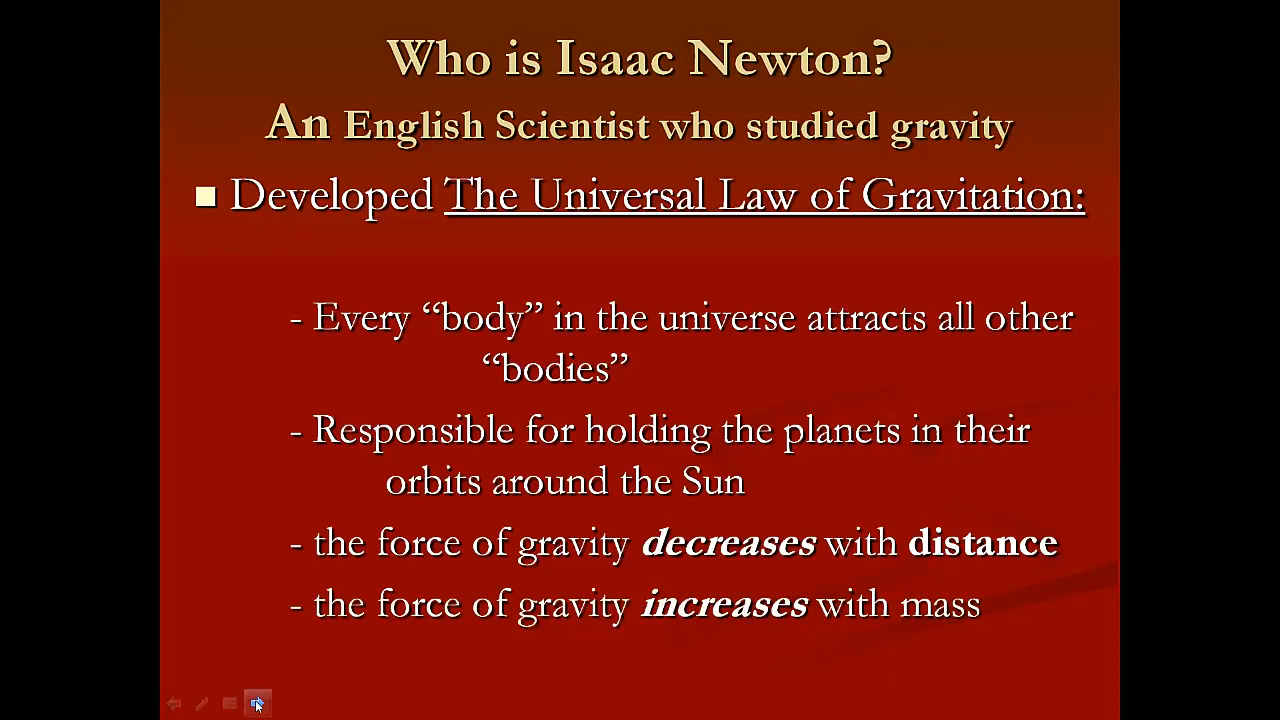 Who is Isaac Newton?
An English Scientist who studied gravity
■ Developed The Universal Law of Gravitation:
- Every “body” in the universe attracts all other
“bodies”
- Responsible for holding the planets in their
orbits around the Sun
- the force of gravity decreases with distance
- the force of gravity increases with mass